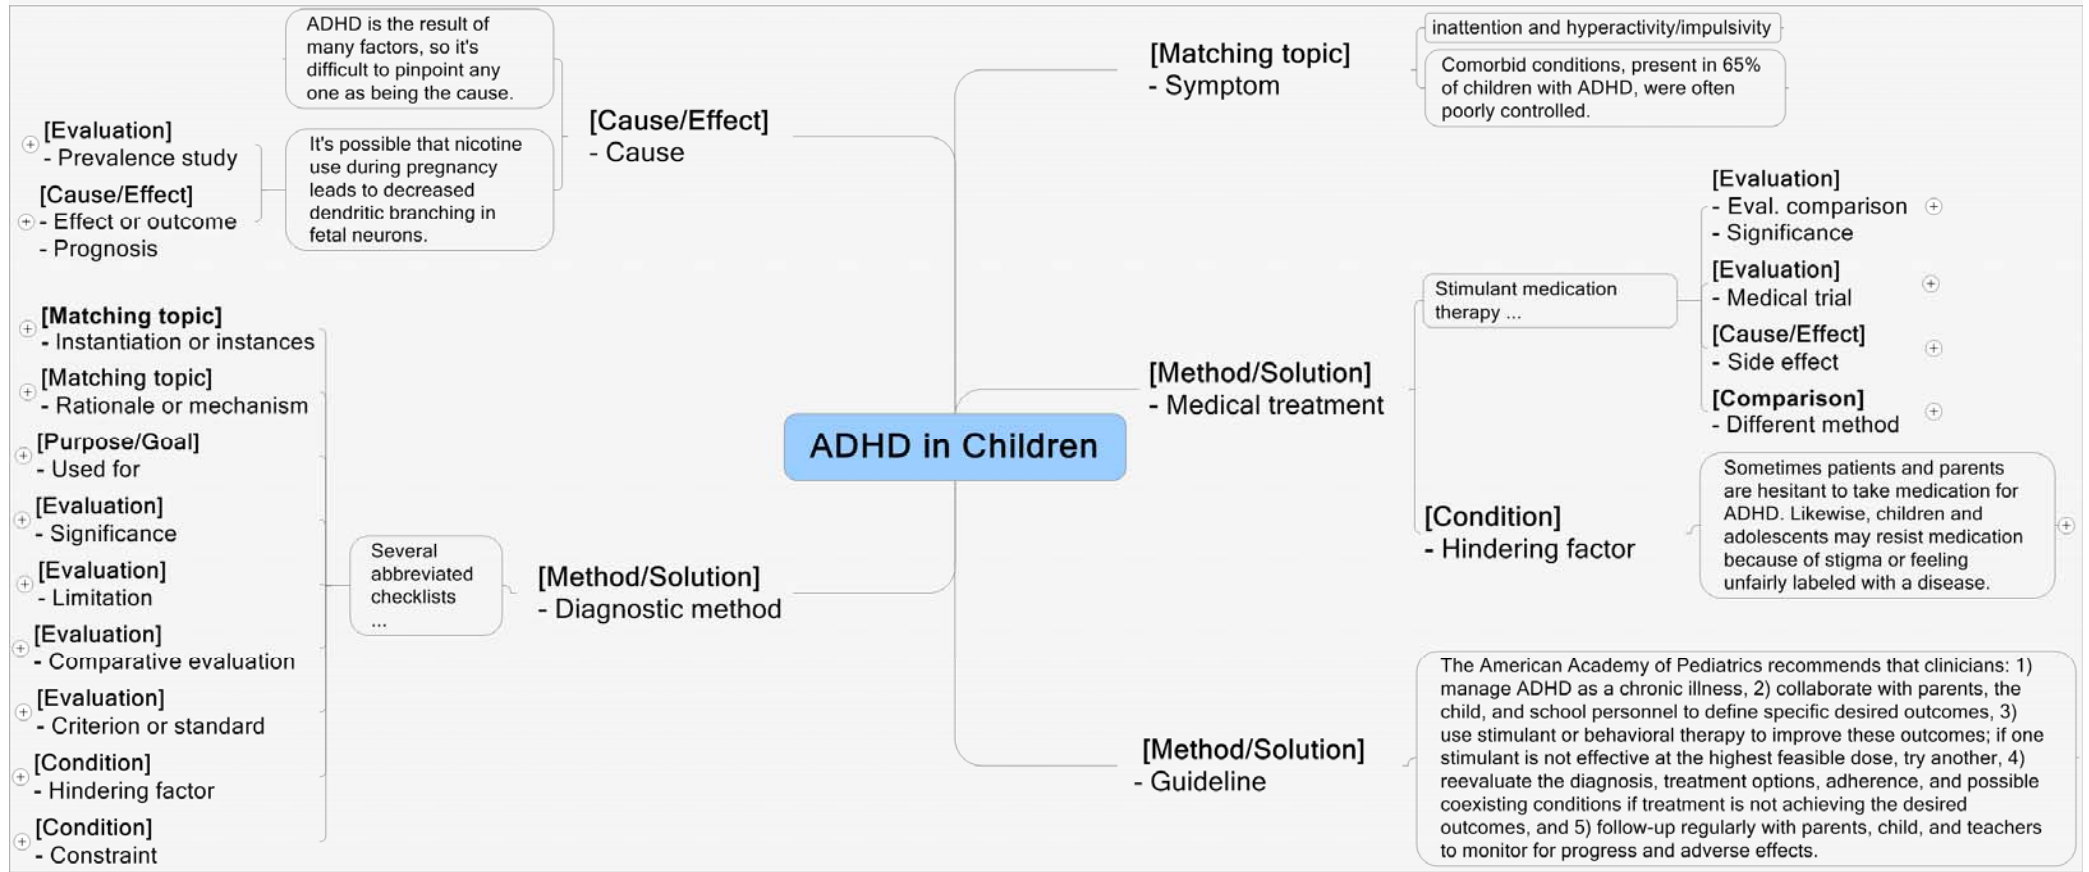 ADHD in Children
[Cause/Effect]
- Cause
ADHD is the result of
many factors, so it's
difficult to pinpoint any
one as being the cause.
It's possible that nicotine
use during pregnancy
leads to decreased
dendritic branching in
fetal neurons.
[Evaluation]
- Prevalence study
[Cause/Effect]
- Effect or outcome
- Prognosis
[Method/Solution]
- Diagnostic method
Several
abbreviated
checklists
...
[Matching topic]
- Instantiation or instances
[Matching topic]
- Rationale or mechanism
[Purpose/Goal]
- Used for
[Evaluation]
- Significance
[Evaluation]
- Limitation
[Evaluation]
- Comparative evaluation
[Evaluation]
- Criterion or standard
[Condition]
- Hindering factor
[Condition]
- Constraint
[Matching topic]
- Symptom
inattention and hyperactivity/impulsivity
Comorbid conditions, present in 65%
of children with ADHD, were often
poorly controlled.
[Method/Solution]
- Medical treatment
Stimulant medication
therapy ...
[Evaluation]
- Eval. comparison
- Significance
[Evaluation]
- Medical trial
[Cause/Effect]
- Side effect
[Comparison]
- Different method
[Condition]
- Hindering factor
Sometimes patients and parents
are hesitant to take medication for
ADHD. Likewise, children and
adolescents may resist medication
because of stigma or feeling
unfairly labeled with a disease.
[Method/Solution]
- Guideline
The American Academy of Pediatrics recommends that clinicians: 1)
manage ADHD as a chronic illness, 2) collaborate with parents, the
child, and school personnel to define specific desired outcomes, 3)
use stimulant or behavioral therapy to improve these outcomes; if one
stimulant is not effective at the highest feasible dose, try another, 4)
reevaluate the diagnosis, treatment options, adherence, and possible
coexisting conditions if treatment is not achieving the desired
outcomes, and 5) follow-up regularly with parents, child, and teachers
to monitor for progress and adverse effects.